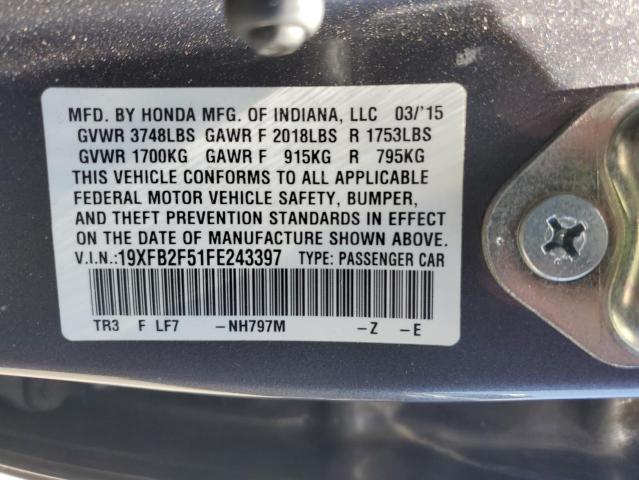 MFD. BY HONDA MFG. OF INDIANA, LLC 03/'15
GVWR 3748LBS GAWR F 2018LBS R 1753LBS
GVWR 1700KG GAWR F 915KG R 795KG
THIS VEHICLE CONFORMS TO ALL APPLICABLE
FEDERAL MOTOR VEHICLE SAFETY, BUMPER,
AND THEFT PREVENTION STANDARDS IN EFFECT
ON THE DATE OF MANUFACTURE SHOWN ABOVE.
V.I.N.:19XFB2F51FE243397 TYPE: PASSENGER CAR
TR3 F LF7 -NH797M -Z -E